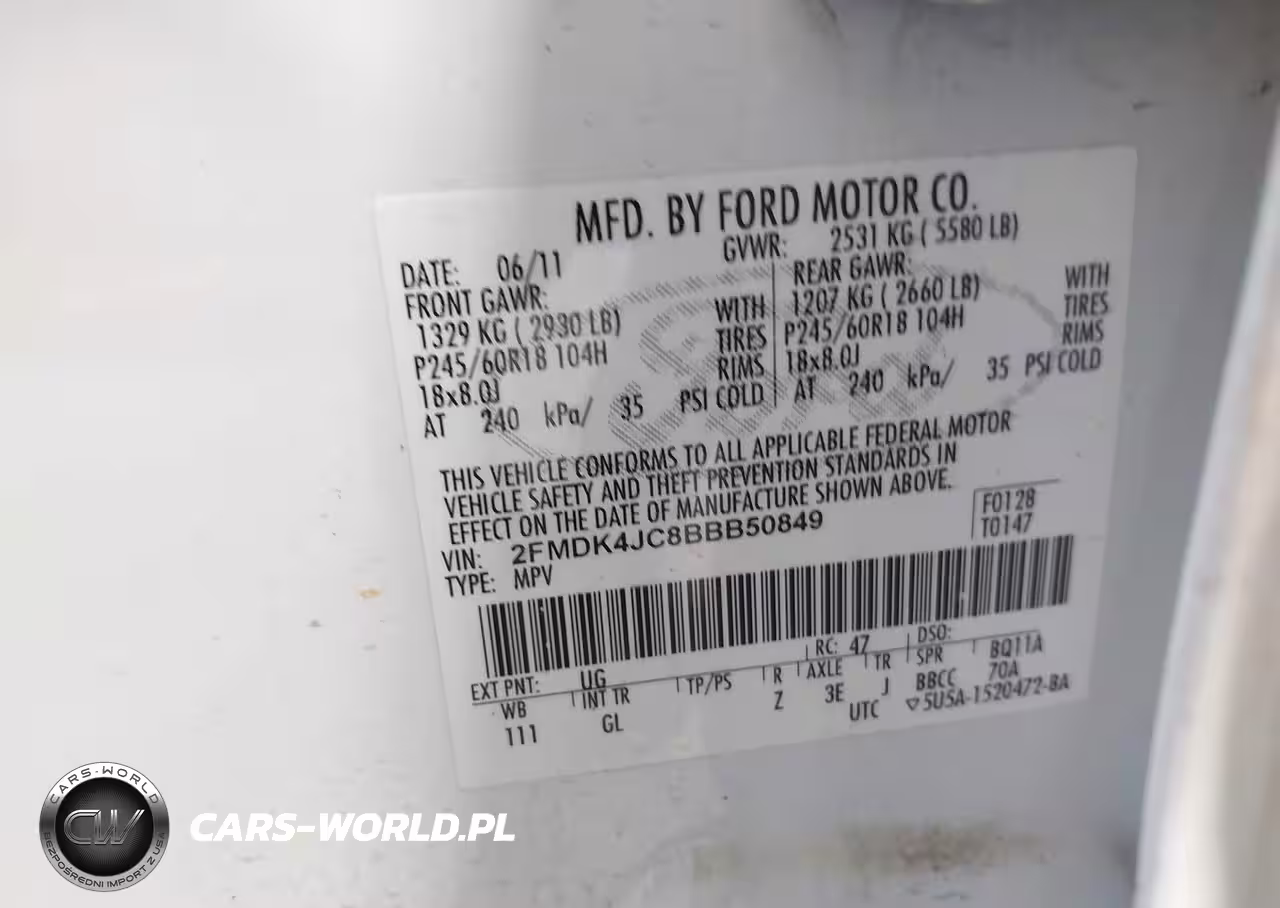 MFD. BY FORD MOTOR CO.
DATE: 06/11 GVWR: 2531 KG ( 5580 LB)
FRONT GAWR: REAR GAWR:
1329 KG ( 2930 LB) WITH 1207 KG ( 2660 LB) WITH
P245/60R18 104H TIRES P245/60R18 104H TIRES
18x8.0J RIMS 18x8.0J RIMS
AT 240 kPa/ 35 PSI COLD AT 240 kPa/ 35 PSI COLD
THIS VEHICLE CONFORMS TO ALL APPLICABLE FEDERAL MOTOR
VEHICLE SAFETY AND THEFT PREVENTION STANDARDS IN
EFFECT ON THE DATE OF MANUFACTURE SHOWN ABOVE.
VIN: 2FMDK4JC8BBB50849 F0128
TYPE: MPV T0147
EXT PNT: UG RC: 47 DSO:
WB INT TR TP/PS R AXLE TR SPR BQ11A
111 GL Z 3E J BBCC 70A
UTC ▽5U5A-1520472-BA
CARS-WORLD
CW
BEZPOŚREDNI IMPORT Z USA
CARS-WORLD.PL